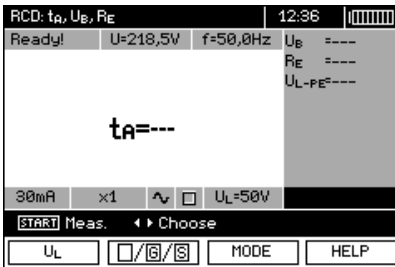 RCD: tA, UB, RE 12:36
Ready! U=218,5V f=50,0Hz
UB =---
RE =---
UL-PE=---
tA=---
30mA x1 UL=50V
START Meas. Choose
UL □/G/S MODE HELP